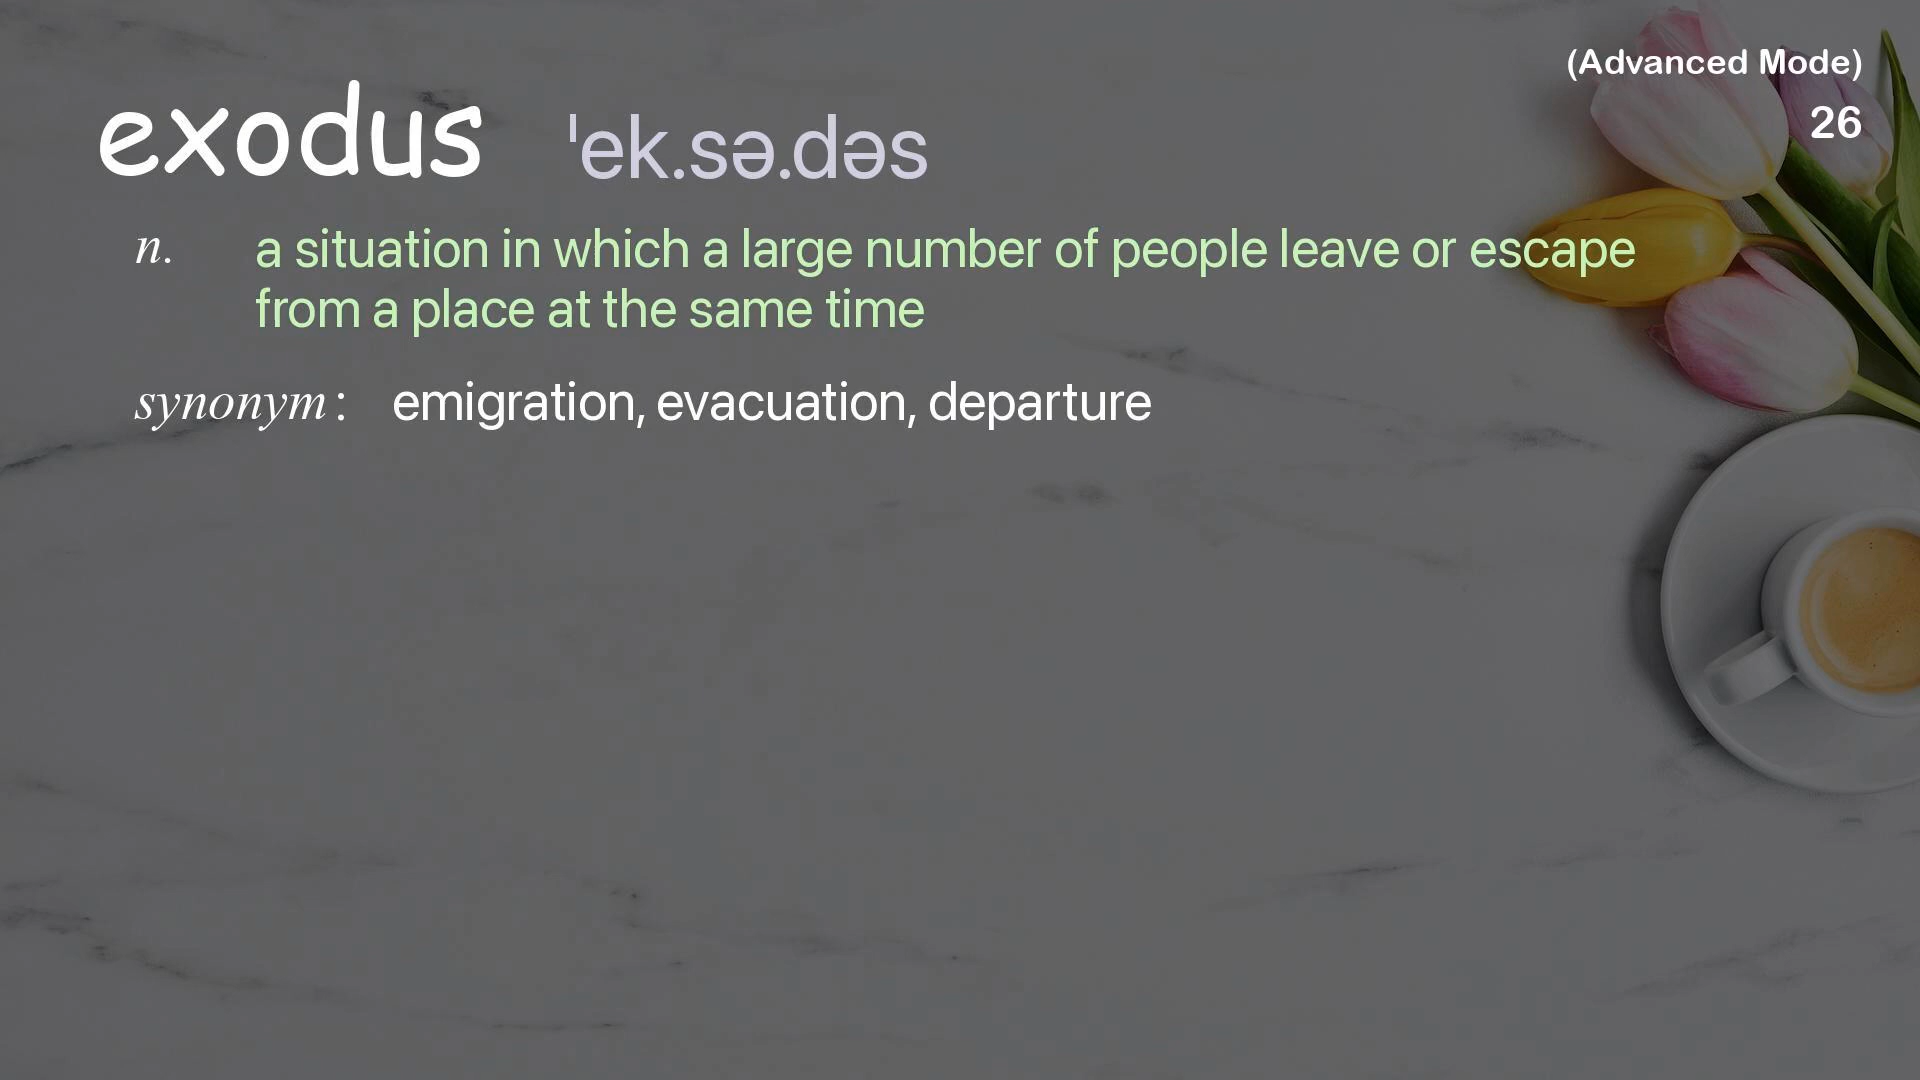 (Advanced Mode)
26
exodus ˈek.sə.dəs
n. a situation in which a large number of people leave or escape
from a place at the same time
synonym : emigration, evacuation, departure